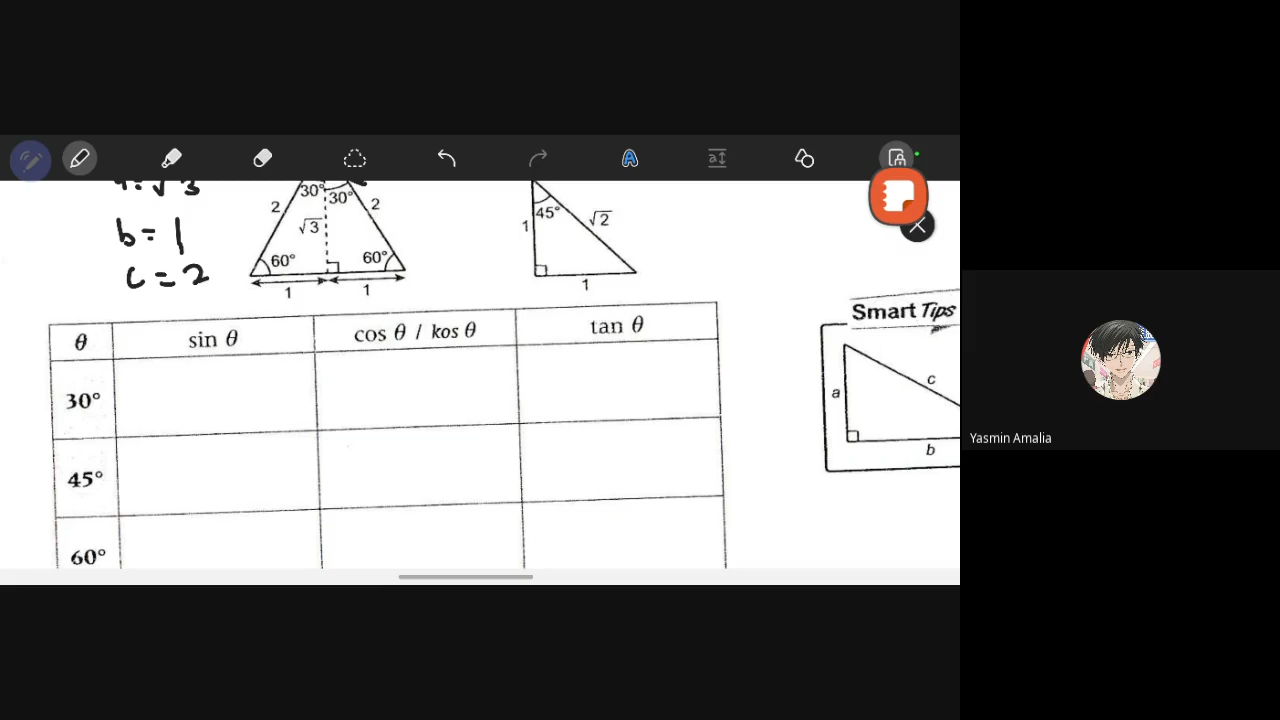 a = √3
b = 1
c = 2
30° 30°
2 √3 2
60° 60°
1 1
45°
1 √2
1
θ sin θ cos θ / kos θ tan θ
30°
45°
60°
Smart Tips
a c
b
Yasmin Amalia
A
a